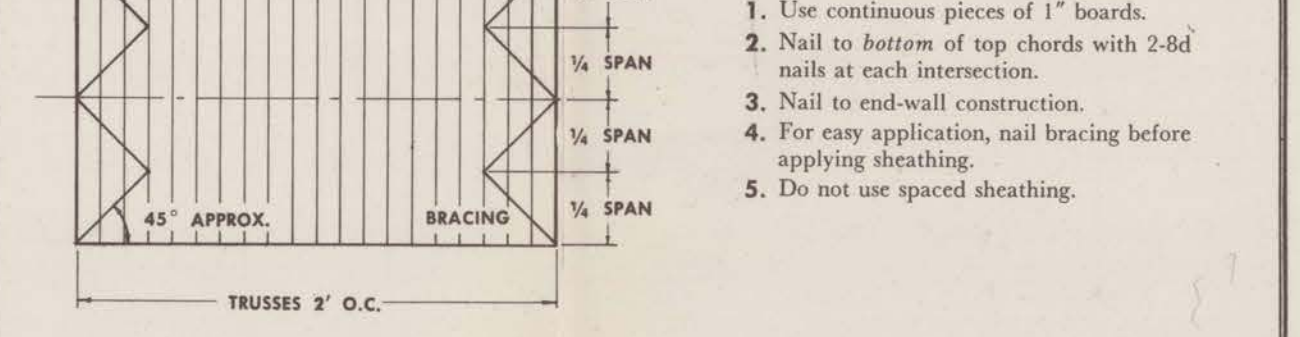 ¼ SPAN
¼ SPAN
¼ SPAN
45° APPROX.
BRACING
TRUSSES 2' O.C.
1. Use continuous pieces of 1" boards.
2. Nail to bottom of top chords with 2-8d
nails at each intersection.
3. Nail to end-wall construction.
4. For easy application, nail bracing before
applying sheathing.
5. Do not use spaced sheathing.